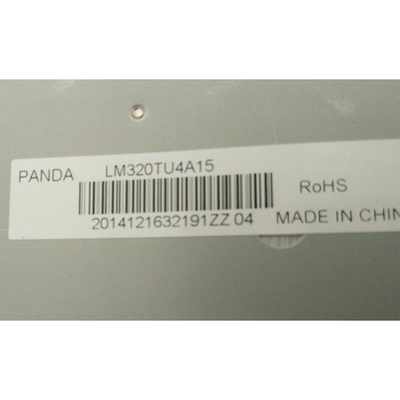 PANDA LM320TU4A15
RoHS
2014121632191ZZ 04 MADE IN CHIN